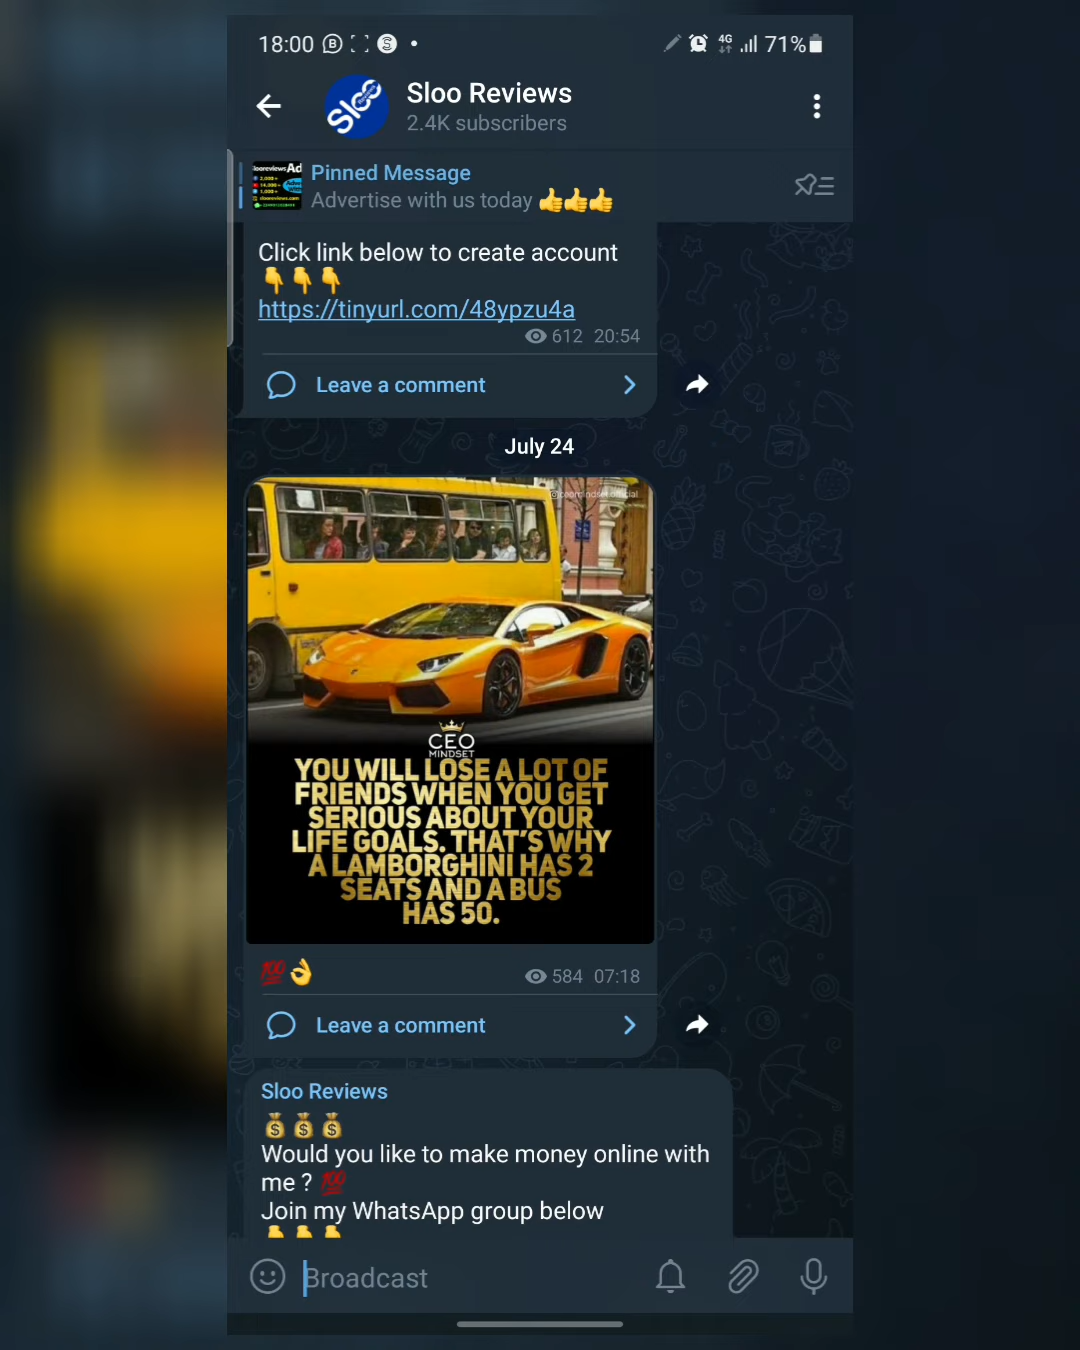 18:00
4G
71%
Sloo
Sloo Reviews
2.4K subscribers
Pinned Message
Advertise with us today 👍👍👍
Click link below to create account
👇👇👇
https://tinyurl.com/48ypzu4a
612 20:54
Leave a comment
July 24
CEO
MINDSET
YOU WILL LOSE A LOT OF
FRIENDS WHEN YOU GET
SERIOUS ABOUT YOUR
LIFE GOALS. THAT'S WHY
A LAMBORGHINI HAS 2
SEATS AND A BUS
HAS 50.
💯👌
584 07:18
Leave a comment
Sloo Reviews
💰💰💰
Would you like to make money online with
me ? 💯
Join my WhatsApp group below
👇👇👇
Broadcast